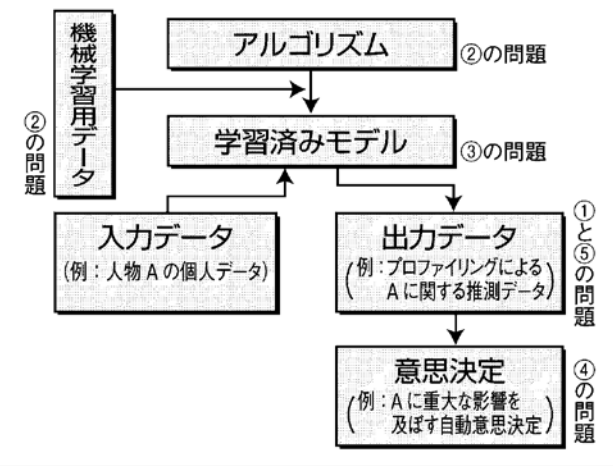 機械学習用データ
②の問題
アルゴリズム
②の問題
学習済みモデル
③の問題
入力データ
(例：人物Aの個人データ)
出力データ
(例：プロファイリングによる
Aに関する推測データ)
①と⑤の問題
意思決定
(例：Aに重大な影響を
及ぼす自動意思決定)
④の問題